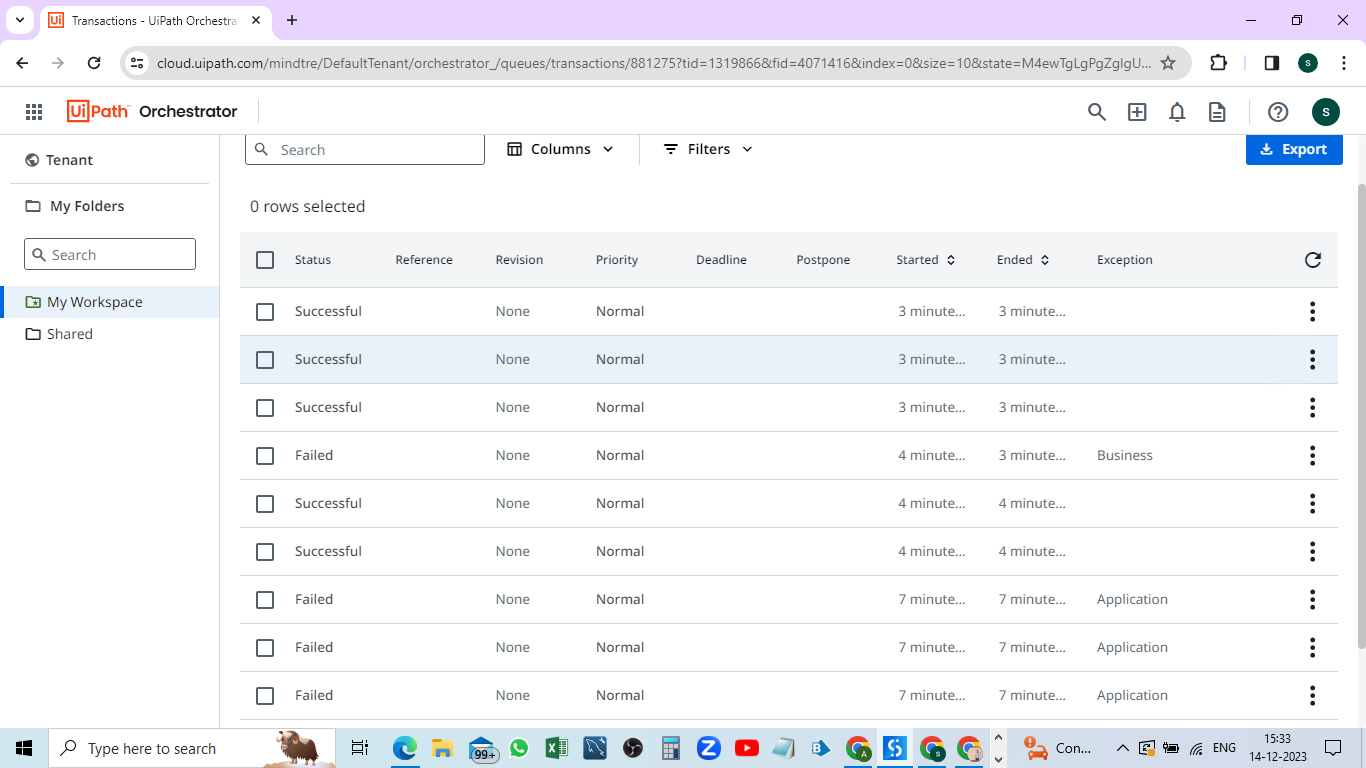 Transactions - UiPath Orchestra
cloud.uipath.com/mindtre/DefaultTenant/orchestrator_/queues/transactions/881275?tid=1319866&fid=4071416&index=0&size=10&state=M4ewTgLgPgZglgU...
S
UiPath Orchestrator
S
Tenant
My Folders
Search
My Workspace
Shared
Search Columns Filters Export
0 rows selected
Status Reference Revision Priority Deadline Postpone Started Ended Exception
Successful None Normal 3 minute... 3 minute...
Successful None Normal 3 minute... 3 minute...
Successful None Normal 3 minute... 3 minute...
Failed None Normal 4 minute... 3 minute... Business
Successful None Normal 4 minute... 4 minute...
Successful None Normal 4 minute... 4 minute...
Failed None Normal 7 minute... 7 minute... Application
Failed None Normal 7 minute... 7 minute... Application
Failed None Normal 7 minute... 7 minute... Application
Type here to search 99+ Con... ENG 15:33
14-12-2023